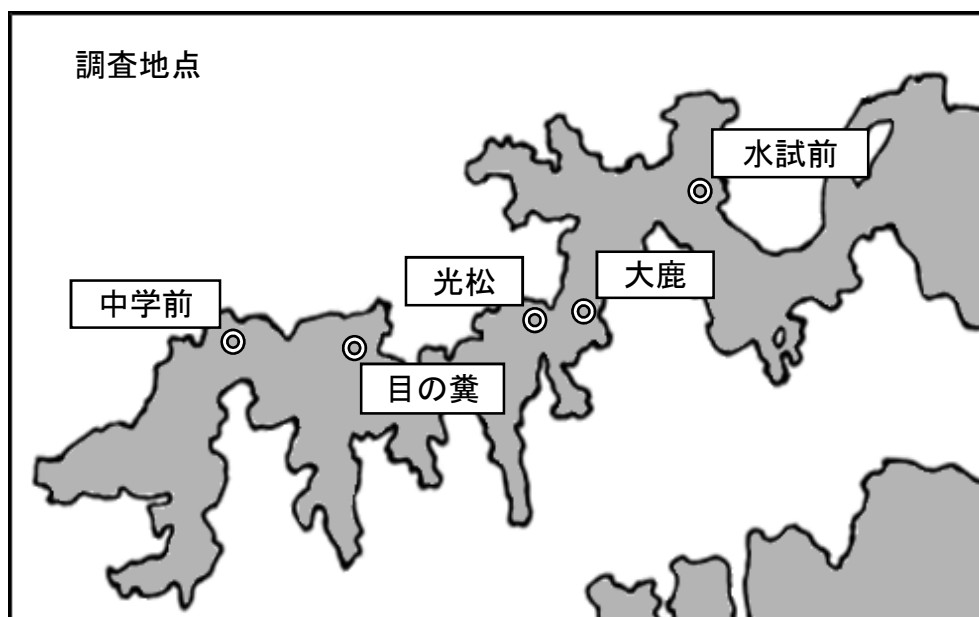 調査地点
水試前
光松
大鹿
中学前
目の糞